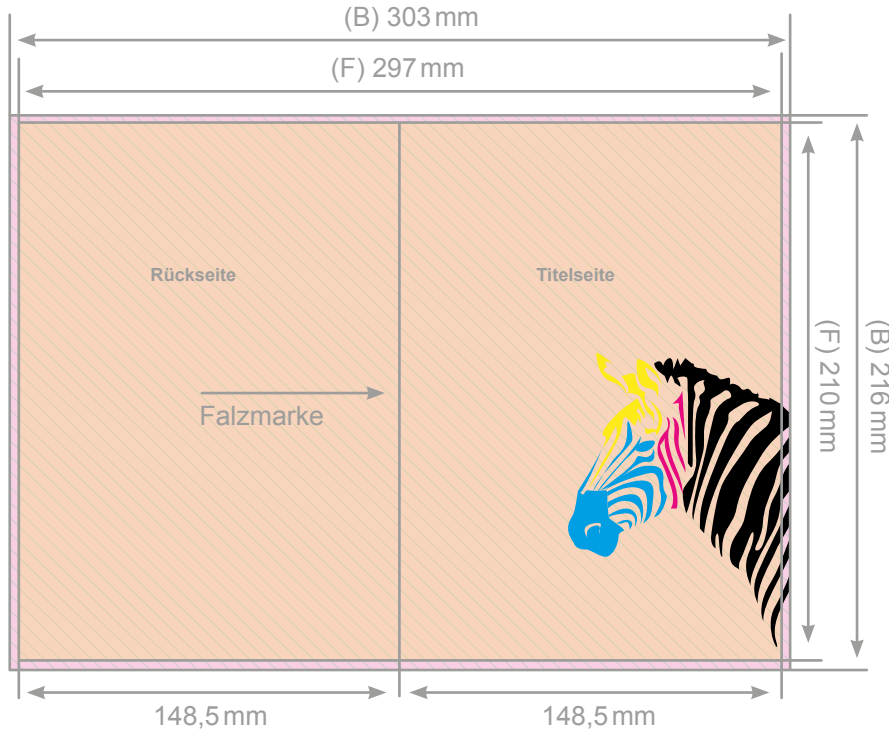 (B) 303 mm
(F) 297 mm
Rückseite
Titelseite
Falzmarke
(F) 210 mm
(B) 216 mm
148,5 mm
148,5 mm